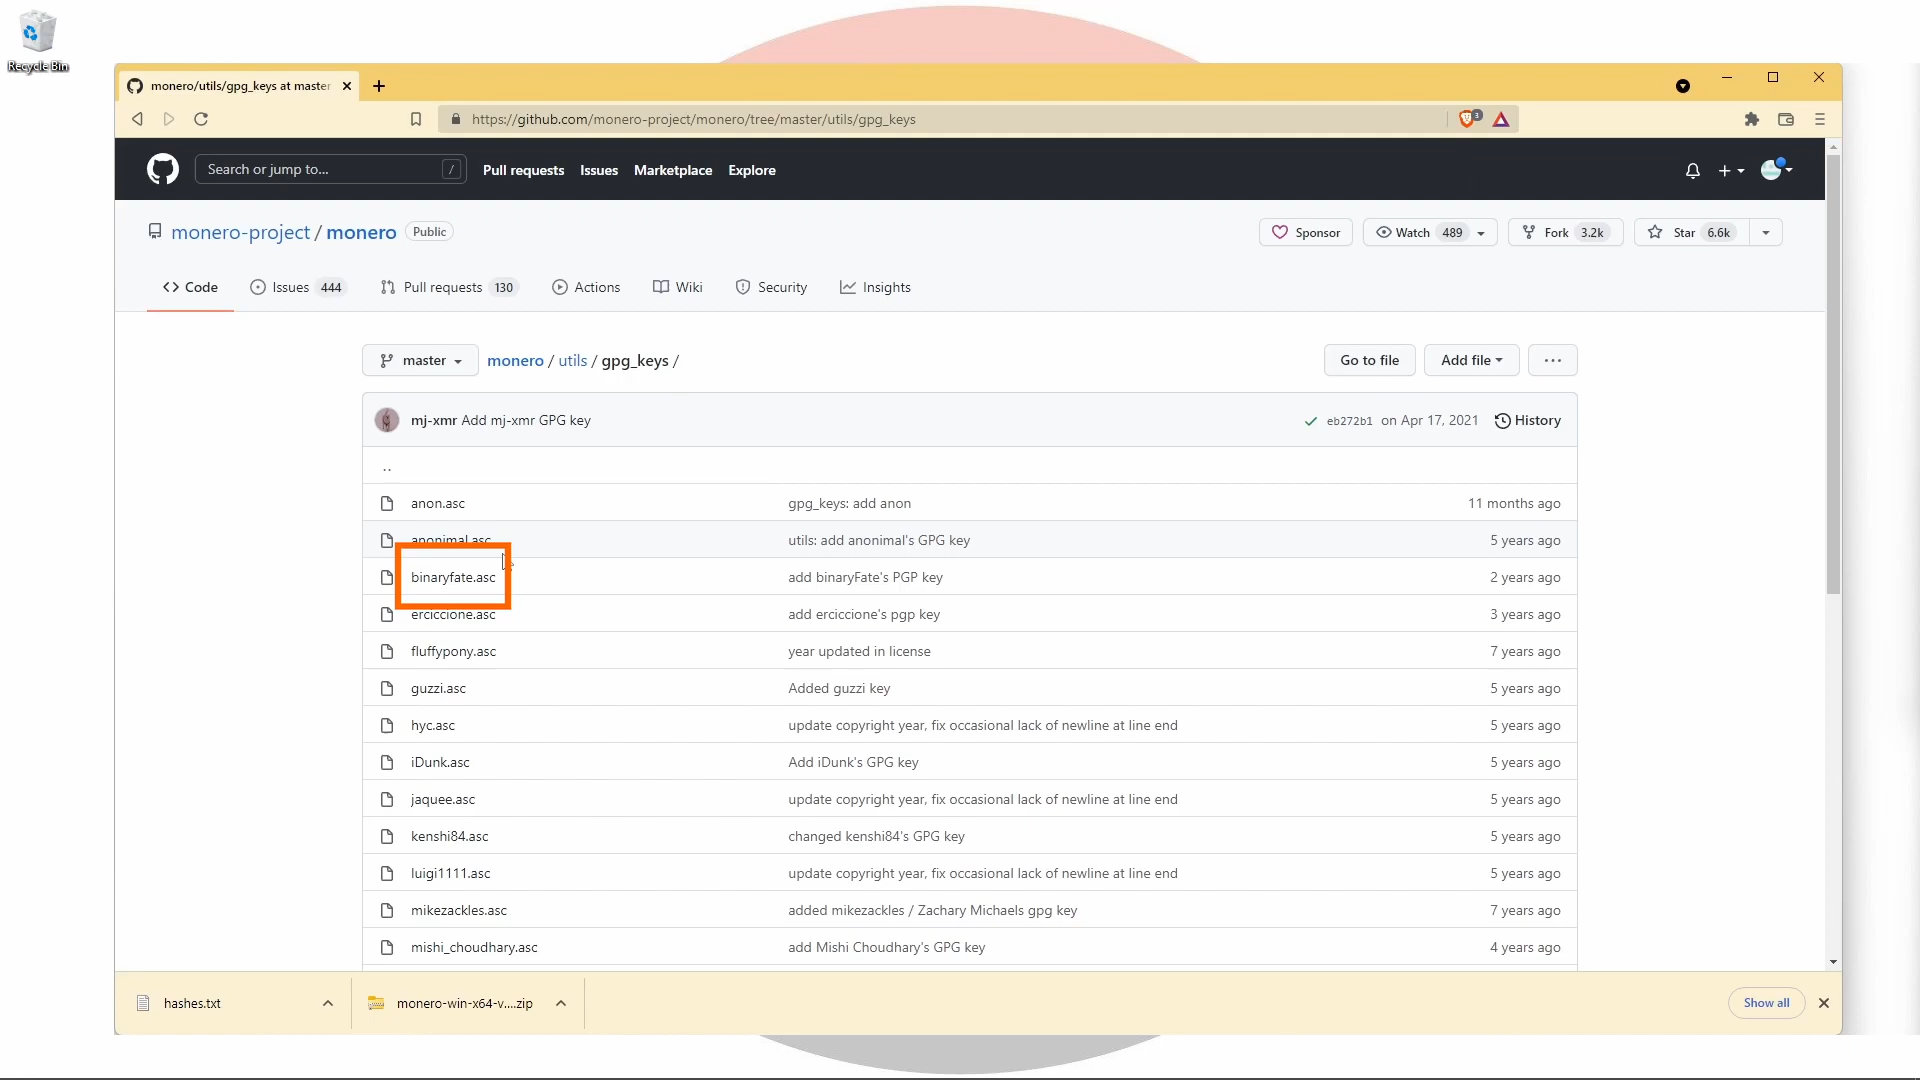 Recycle Bin
monero/utils/gpg_keys at master
https://github.com/monero-project/monero/tree/master/utils/gpg_keys
3
Search or jump to... /
Pull requests Issues Marketplace Explore
monero-project / monero Public
Sponsor Watch 489 Fork 3.2k Star 6.6k
Code Issues 444 Pull requests 130 Actions Wiki Security Insights
master monero / utils / gpg_keys / Go to file Add file ...
mj-xmr Add mj-xmr GPG key eb272b1 on Apr 17, 2021 History
..
anon.asc gpg_keys: add anon 11 months ago
anonimal.asc utils: add anonimal's GPG key 5 years ago
binaryfate.asc add binaryFate's PGP key 2 years ago
erciccione.asc add erciccione's pgp key 3 years ago
fluffypony.asc year updated in license 7 years ago
guzzi.asc Added guzzi key 5 years ago
hyc.asc update copyright year, fix occasional lack of newline at line end 5 years ago
iDunk.asc Add iDunk's GPG key 5 years ago
jaquee.asc update copyright year, fix occasional lack of newline at line end 5 years ago
kenshi84.asc changed kenshi84's GPG key 5 years ago
luigi1111.asc update copyright year, fix occasional lack of newline at line end 5 years ago
mikezackles.asc added mikezackles / Zachary Michaels gpg key 7 years ago
mishi_choudhary.asc add Mishi Choudhary's GPG key 4 years ago
hashes.txt monero-win-x64-v....zip Show all